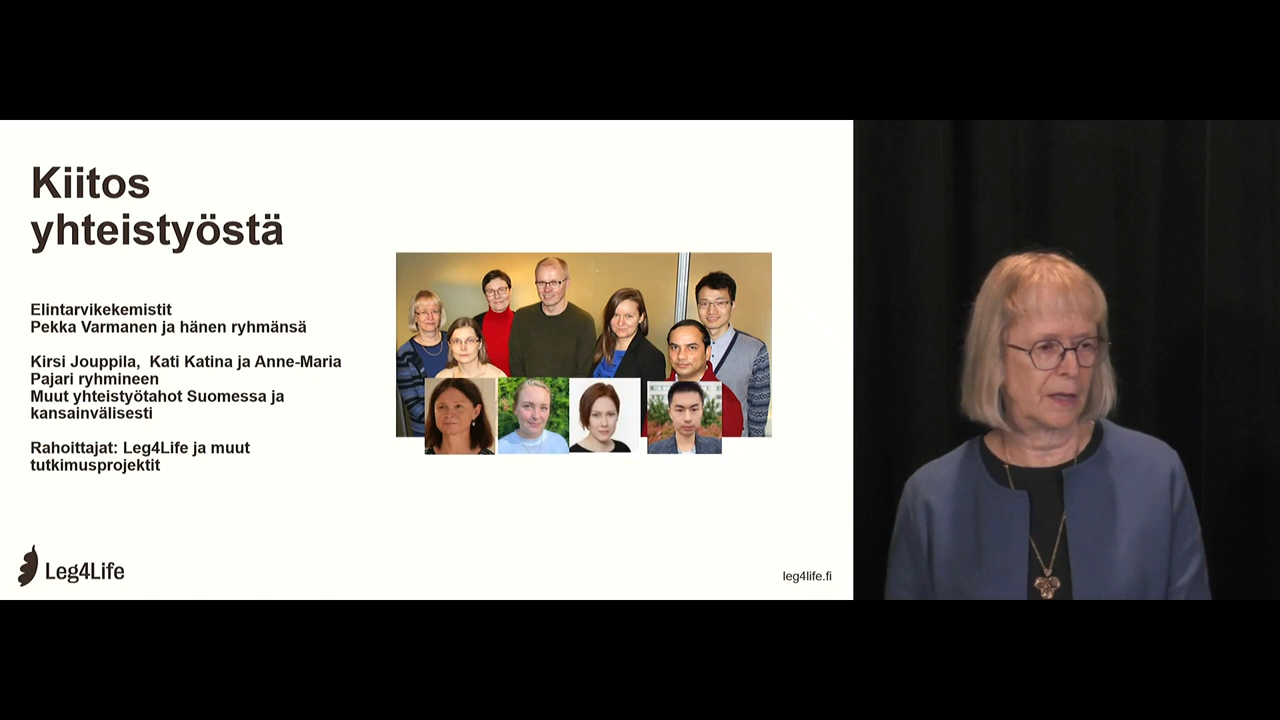 Kiitos
yhteistyöstä
Elintarvikekemistit
Pekka Varmanen ja hänen ryhmänsä
Kirsi Jouppila,  Kati Katina ja Anne-Maria
Pajari ryhmineen
Muut yhteistyötahot Suomessa ja
kansainvälisesti
Rahoittajat: Leg4Life ja muut
tutkimusprojektit
Leg4Life
leg4life.fi